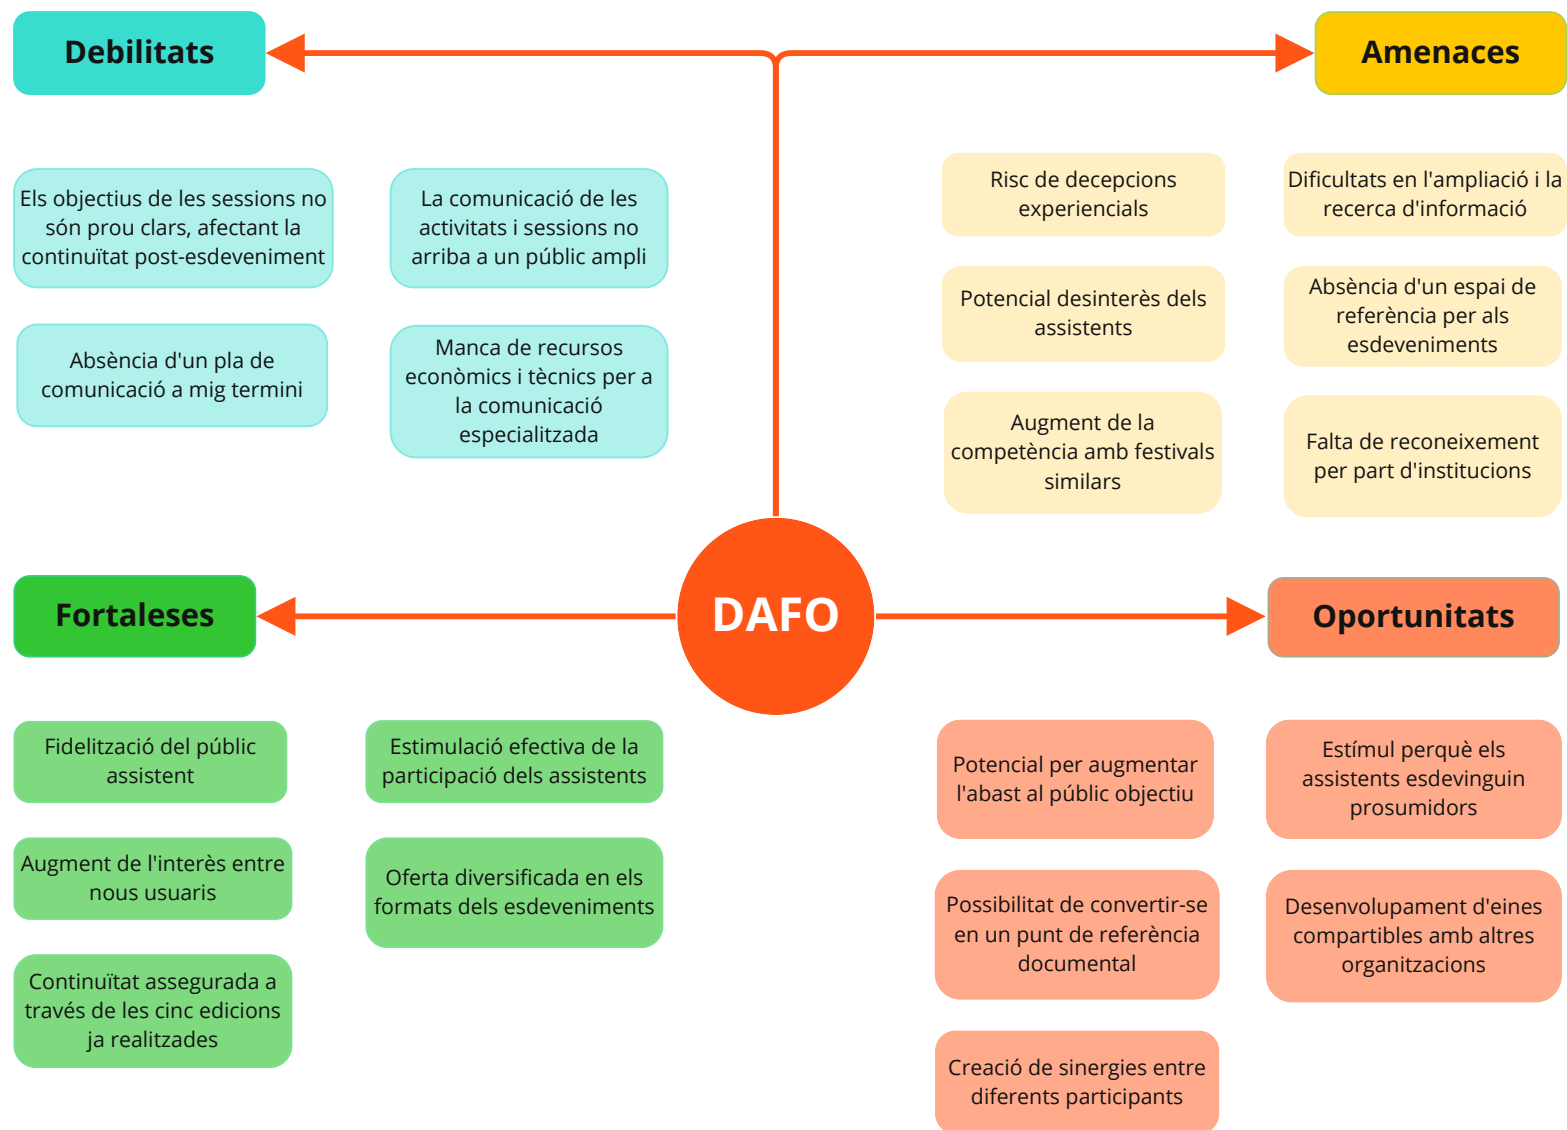 Debilitats
Els objectius de les sessions no
són prou clars, afectant la
continuïtat post-esdeveniment
La comunicació de les
activitats i sessions no
arriba a un públic ampli
Absència d'un pla de
comunicació a mig termini
Manca de recursos
econòmics i tècnics per a
la comunicació
especialitzada
Amenaces
Risc de decepcions
experiencials
Dificultats en l'ampliació i la
recerca d'informació
Potencial desinterès dels
assistents
Absència d'un espai de
referència per als
esdeveniments
Augment de la
competència amb festivals
similars
Falta de reconeixement
per part d'institucions
DAFO
Fortaleses
Fidelització del públic
assistent
Estimulació efectiva de la
participació dels assistents
Augment de l'interès entre
nous usuaris
Oferta diversificada en els
formats dels esdeveniments
Continuïtat assegurada a
través de les cinc edicions
ja realitzades
Oportunitats
Potencial per augmentar
l'abast al públic objectiu
Estímul perquè els
assistents esdevinguin
prosumidors
Possibilitat de convertir-se
en un punt de referència
documental
Desenvolupament d'eines
compartibles amb altres
organitzacions
Creació de sinergies entre
diferents participants